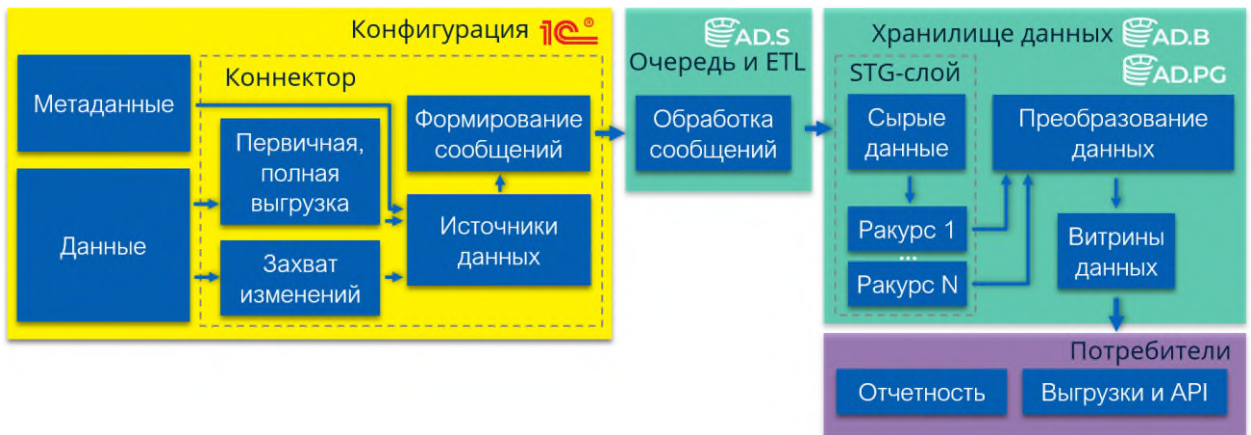 Конфигурация 1С®
Коннектор
Метаданные
Данные
Первичная,
полная
выгрузка
Захват
изменений
Формирование
сообщений
Источники
данных
AD.S
Очередь и ETL
Обработка
сообщений
Хранилище данных AD.B
AD.PG
STG-слой
Сырые
данные
Ракурс 1
...
Ракурс N
Преобразование
данных
Витрины
данных
Потребители
Отчетность
Выгрузки и API